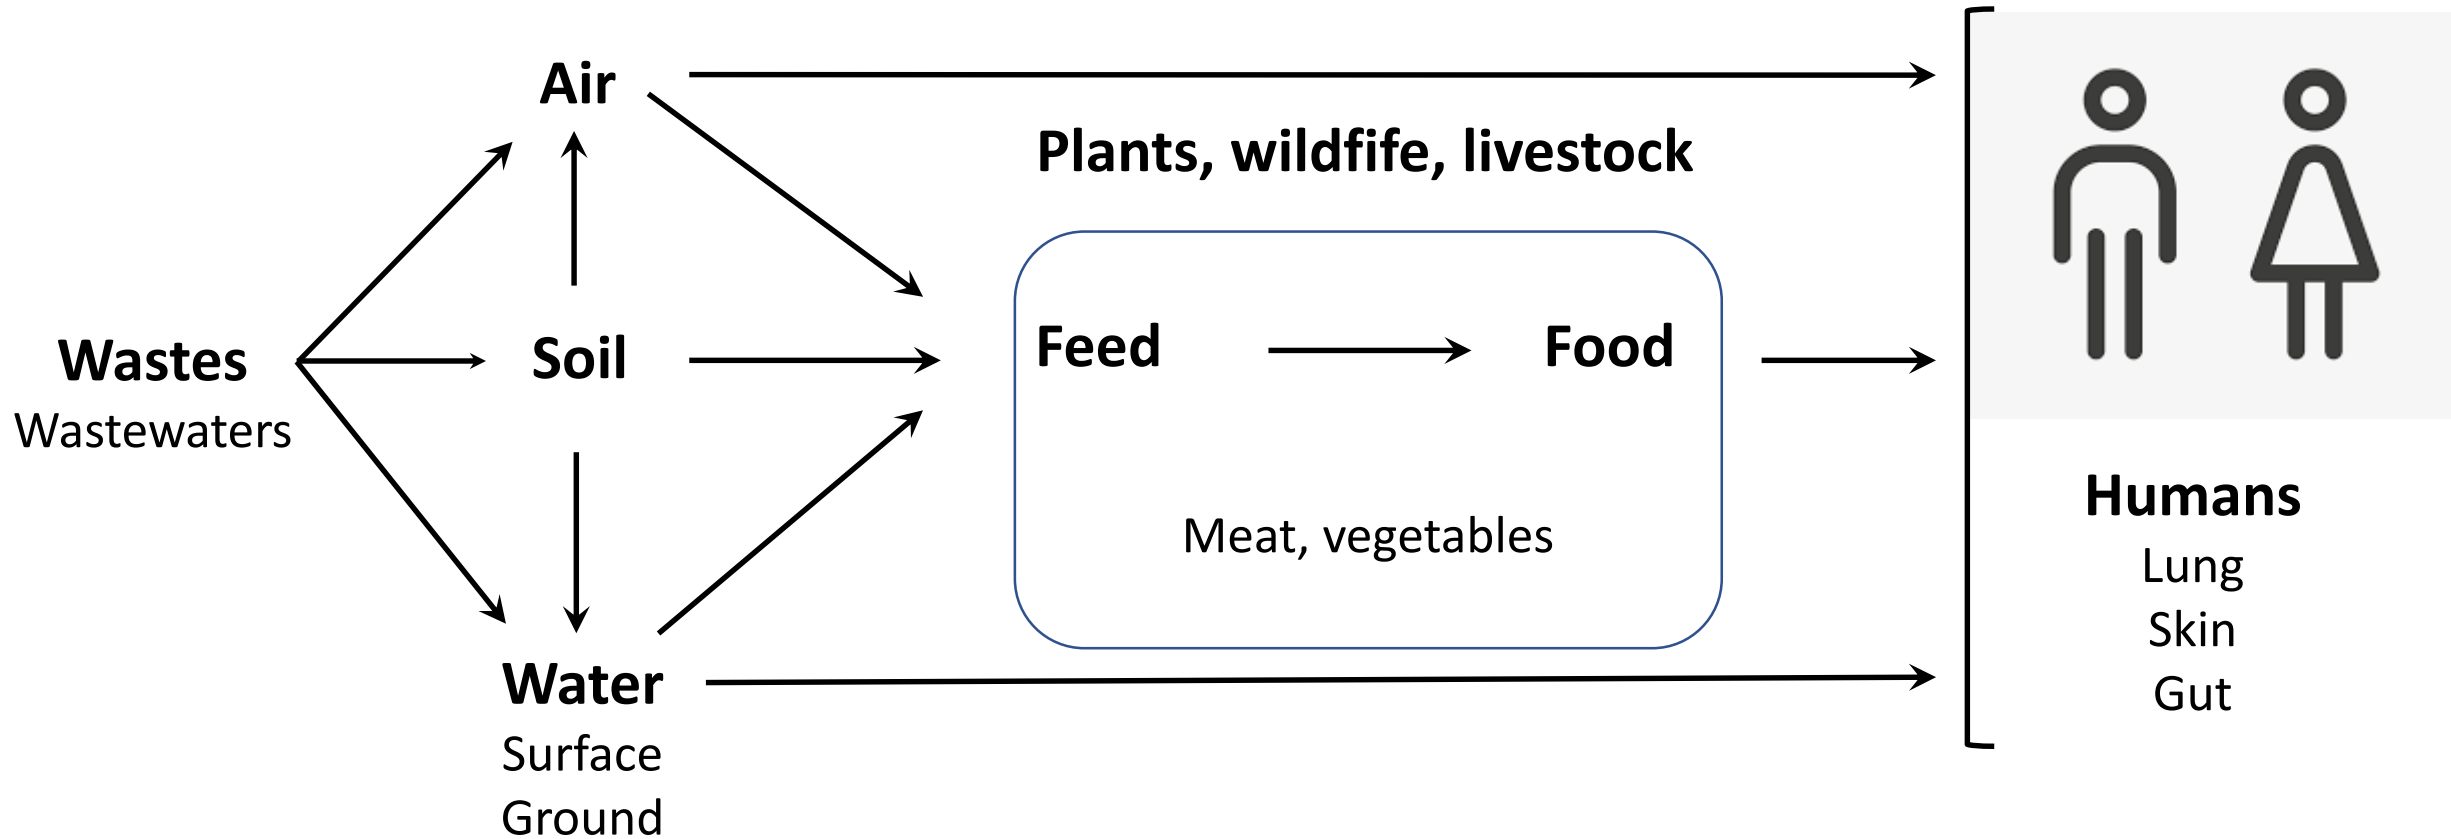 Air
Plants, wildfife, livestock
Wastes
Wastewaters
Soil
Feed
Food
Meat, vegetables
Water
Surface
Ground
Humans
Lung
Skin
Gut